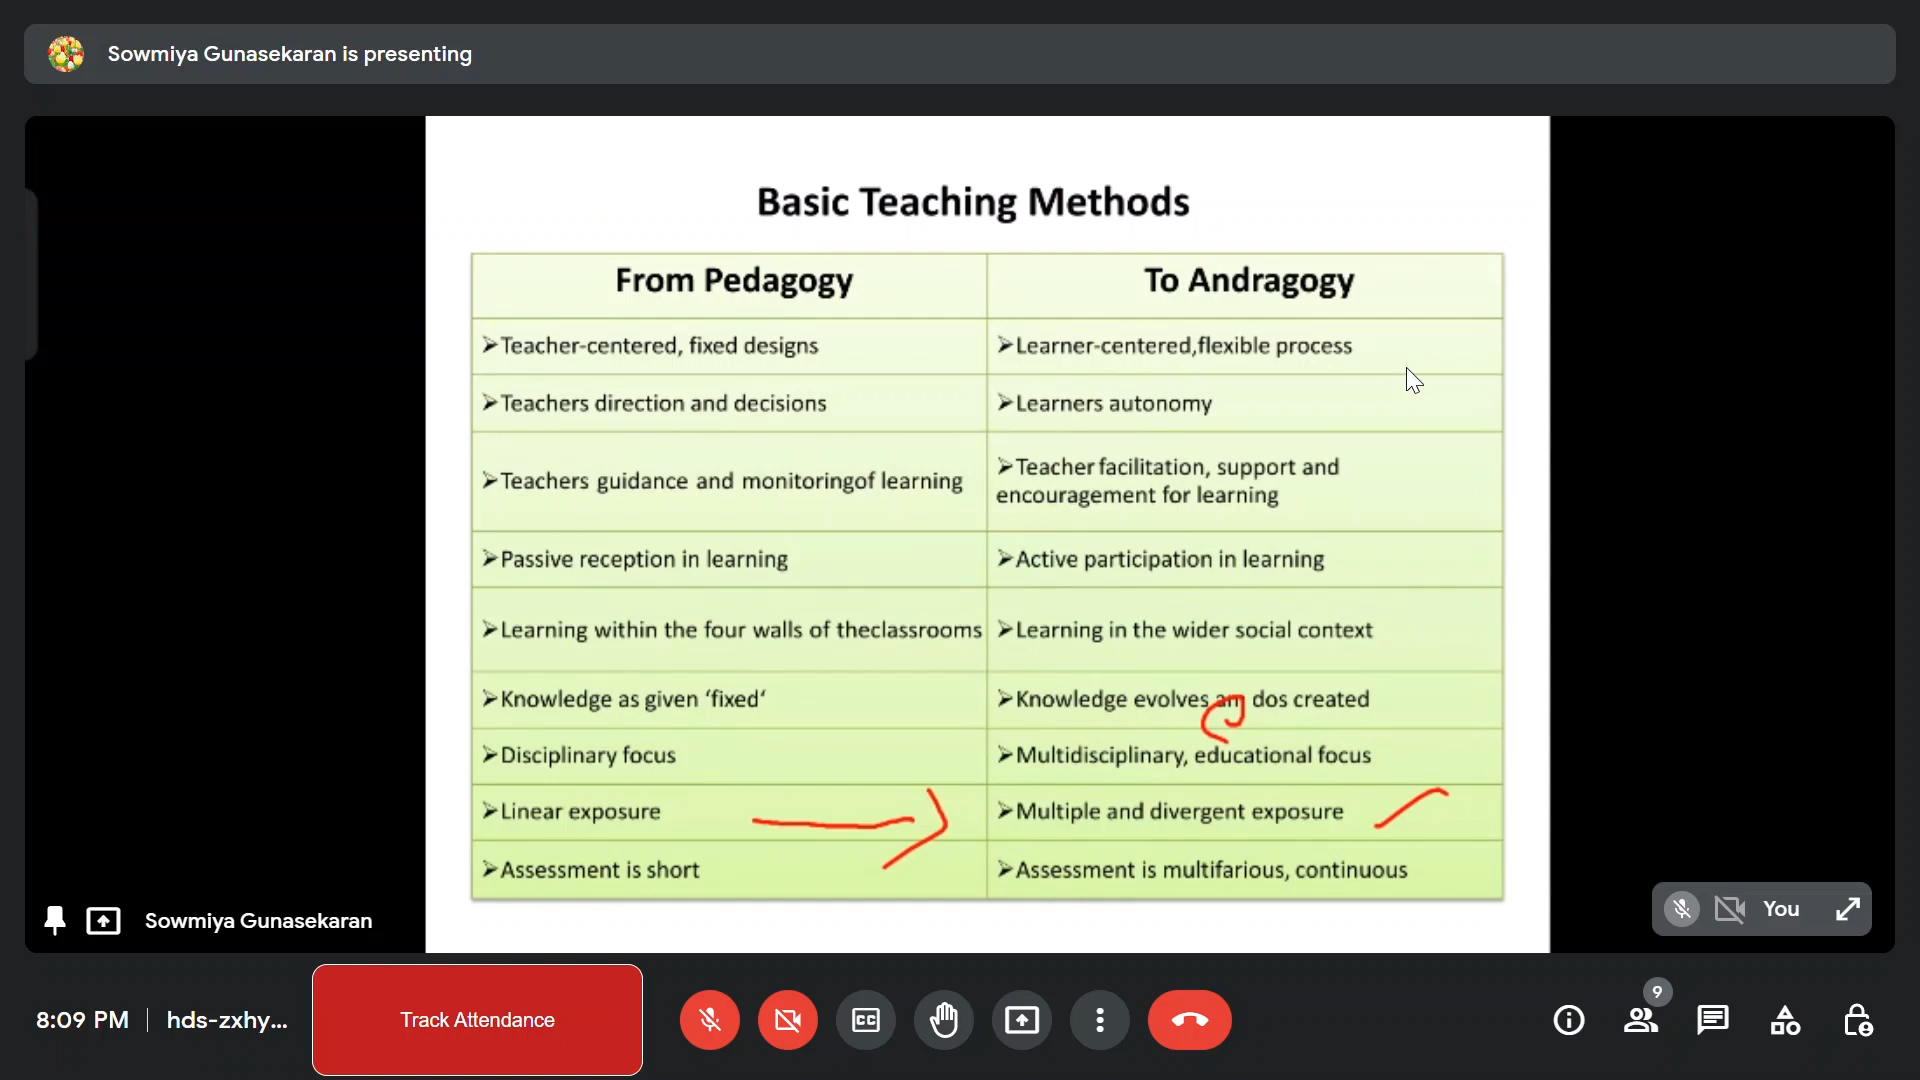 Sowmiya Gunasekaran is presenting
Basic Teaching Methods
From Pedagogy
To Andragogy
➢Teacher-centered, fixed designs
➢Learner-centered,flexible process
➢Teachers direction and decisions
➢Learners autonomy
➢Teachers guidance and monitoringof learning
➢Teacher facilitation, support and
encouragement for learning
➢Passive reception in learning
➢Active participation in learning
➢Learning within the four walls of theclassrooms
➢Learning in the wider social context
➢Knowledge as given ‘fixed‘
➢Knowledge evolves an dos created
➢Disciplinary focus
➢Multidisciplinary, educational focus
➢Linear exposure
➢Multiple and divergent exposure
➢Assessment is short
➢Assessment is multifarious, continuous
Sowmiya Gunasekaran
You
8:09 PM
hds-zxhy...
Track Attendance
CC
9